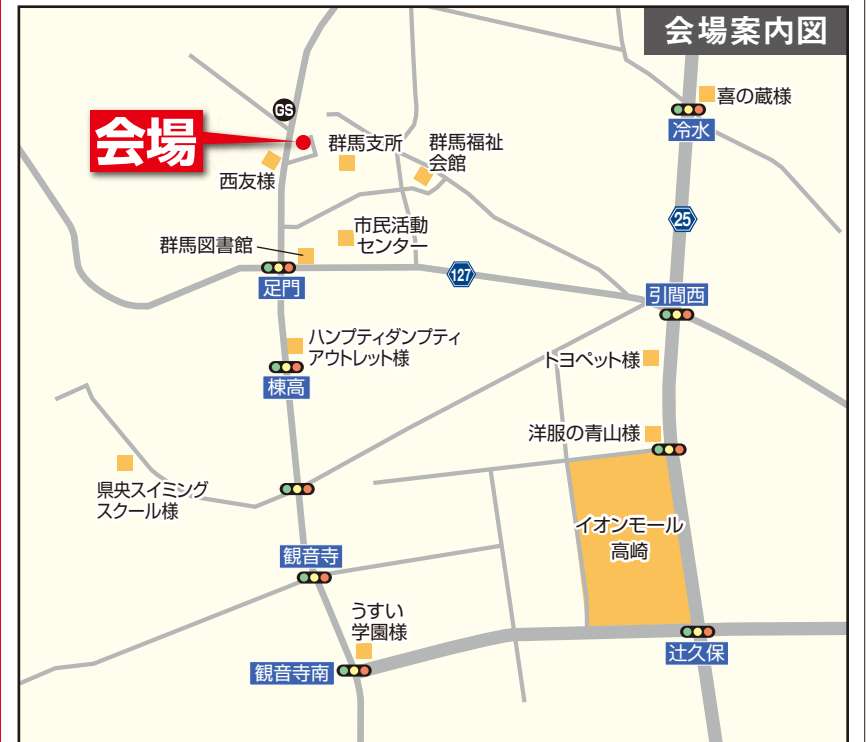 会場案内図
喜の蔵様
冷水
GS
会場
群馬支所
群馬福祉
会館
西友様
25
市民活動
センター
群馬図書館
127
足門
引間西
ハンプティダンプティ
アウトレット様
トヨペット様
棟高
洋服の青山様
県央スイミング
スクール様
イオンモール
高崎
観音寺
うすい
学園様
辻久保
観音寺南